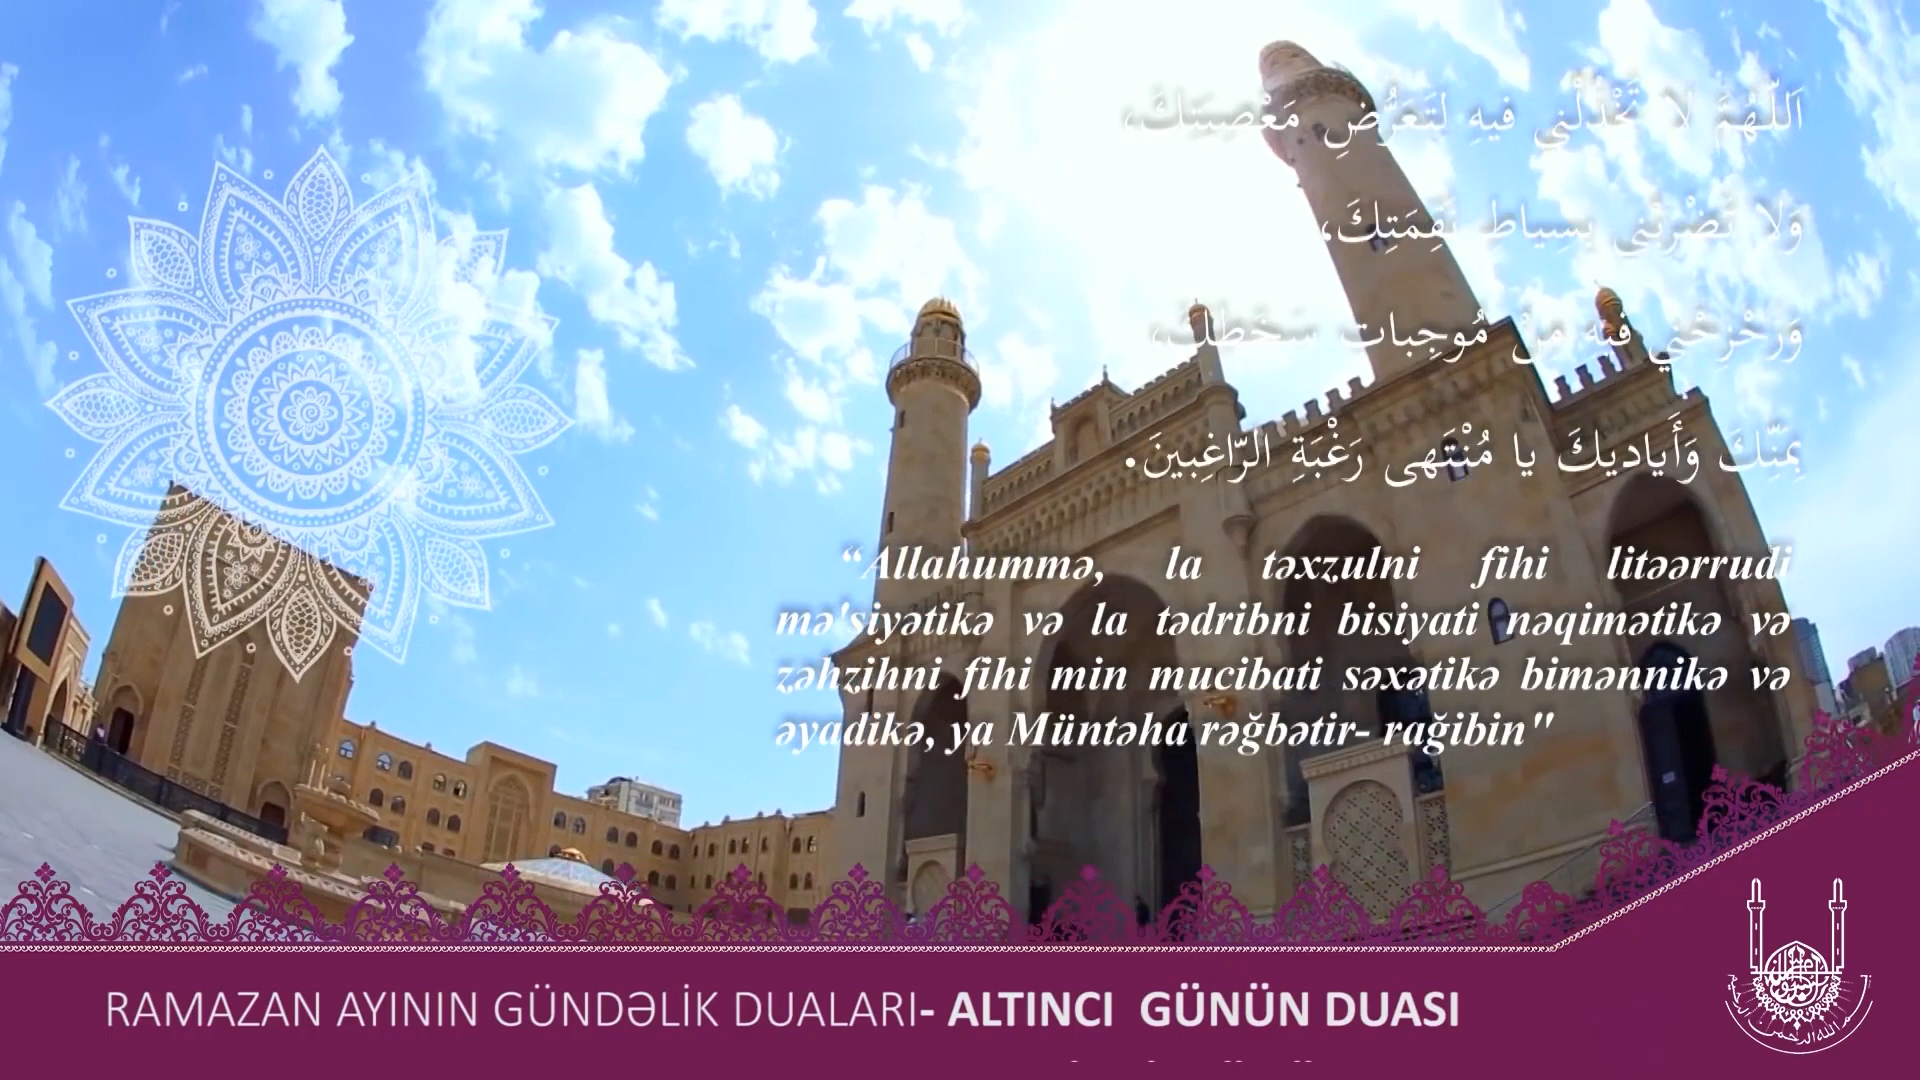 اَللّهُمَّ لا تَخْذُلْني فيهِ لِتَعَرُّضِ مَعْصِيَتِكَ،
وَلا تَضْرِبْني بِسِياطِ نَقِمَتِكَ،
وَزَحْزِحْني فيهِ مِنْ مُوجِباتِ سَخَطِكَ،
بِمَنِّكَ وَأَياديكَ يا مُنْتَهى رَغْبَةِ الرّاغِبينَ.
“Allahummə, la təxzulni fihi litəərrudi
mə'siyətikə və la tədribni bisiyati nəqimətikə və
zəhzihni fihi min mucibati səxətikə bimənnikə və
əyadikə, ya Müntəha rəğbətir- rağibin"
RAMAZAN AYININ GÜNDƏLİK DUALARI- ALTINCI GÜNÜN DUASI